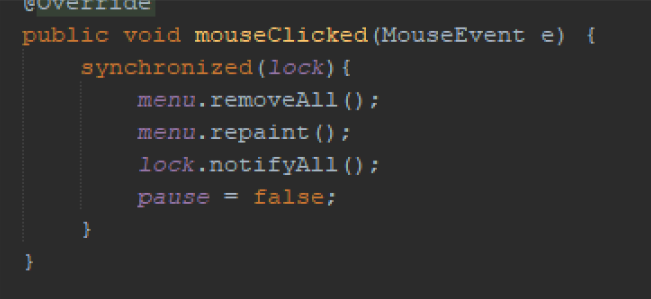 @Override
public void mouseClicked(MouseEvent e) {
synchronized(lock){
menu.removeAll();
menu.repaint();
lock.notifyAll();
pause = false;
}
}